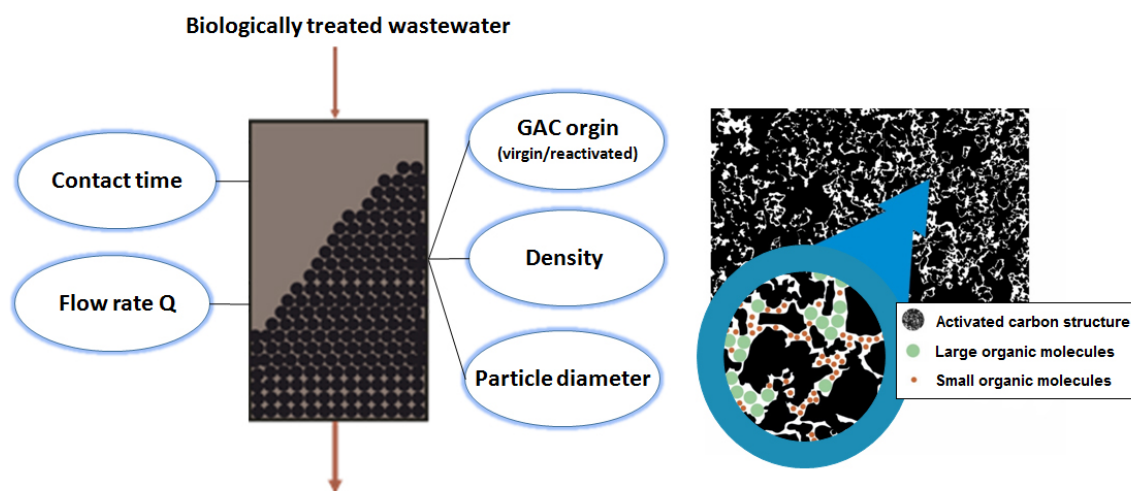 Biologically treated wastewater
Contact time
Flow rate Q
GAC orgin
(virgin/reactivated)
Density
Particle diameter
Activated carbon structure
Large organic molecules
Small organic molecules